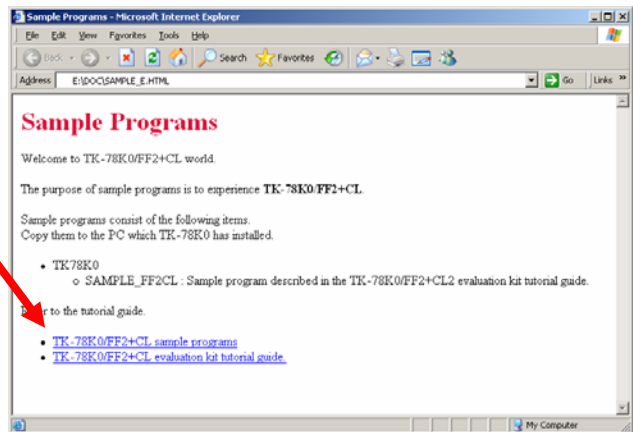 Sample Programs - Microsoft Internet Explorer
File Edit View Favorites Tools Help
Back Search Favorites
Address E:\DOC\SAMPLE_E.HTML Go Links »
Sample Programs
Welcome to TK-78K0/FF2+CL world.
The purpose of sample programs is to experience TK-78K0/FF2+CL.
Sample programs consist of the following items.
Copy them to the PC which TK-78K0 has installed.
• TK78K0
o SAMPLE_FF2CL : Sample program described in the TK-78K0/FF2+CL2 evaluation kit tutorial guide.
to the tutorial guide.
• TK-78K0/FF2+CL sample programs
• TK-78K0/FF2+CL evaluation kit tutorial guide.
My Computer